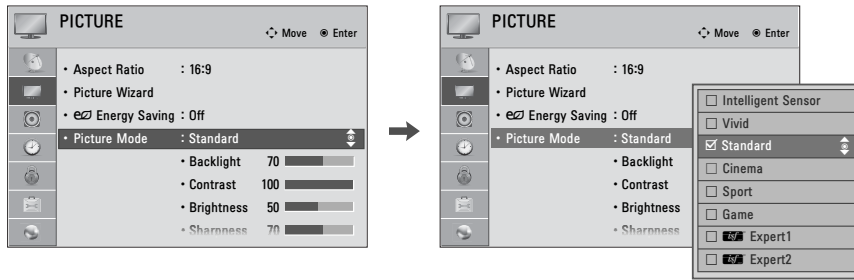 PICTURE
Move Enter
• Aspect Ratio : 16:9
• Picture Wizard
• Energy Saving : Off
• Picture Mode : Standard
• Backlight 70
• Contrast 100
• Brightness 50
• Sharpness 70
PICTURE
Move Enter
• Aspect Ratio : 16:9
• Picture Wizard
• Energy Saving : Off
• Picture Mode : Standard
• Backlight
• Contrast
• Brightness
• Sharpness
Intelligent Sensor
Vivid
Standard
Cinema
Sport
Game
isf Expert1
isf Expert2